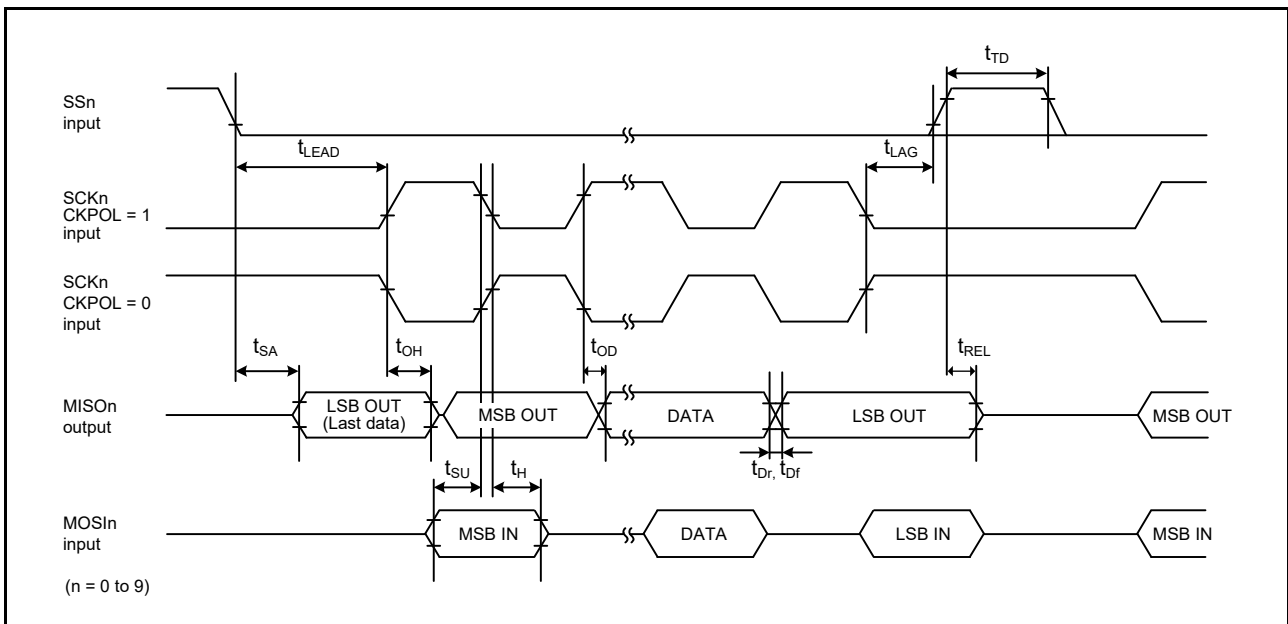 SSn
input
tTD
tLEAD
tLAG
SCKn
CKPOL = 1
input
SCKn
CKPOL = 0
input
tSA
tOH
tOD
tREL
MISOn
output
LSB OUT
(Last data)
MSB OUT
DATA
LSB OUT
MSB OUT
tSU
tH
tDr, tDf
MOSIn
input
MSB IN
DATA
LSB IN
MSB IN
(n = 0 to 9)